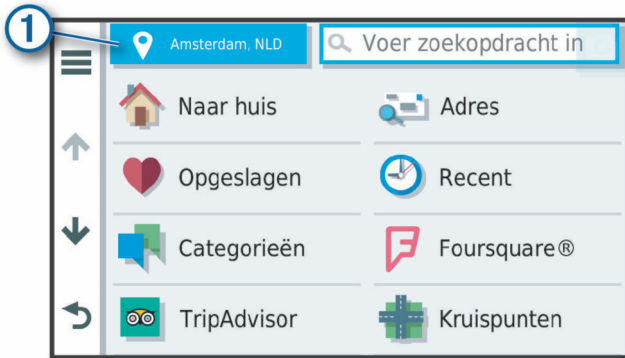 1
Amsterdam, NLD
Voer zoekopdracht in
Naar huis
Adres
Opgeslagen
Recent
Categorieën
Foursquare®
TripAdvisor
Kruispunten